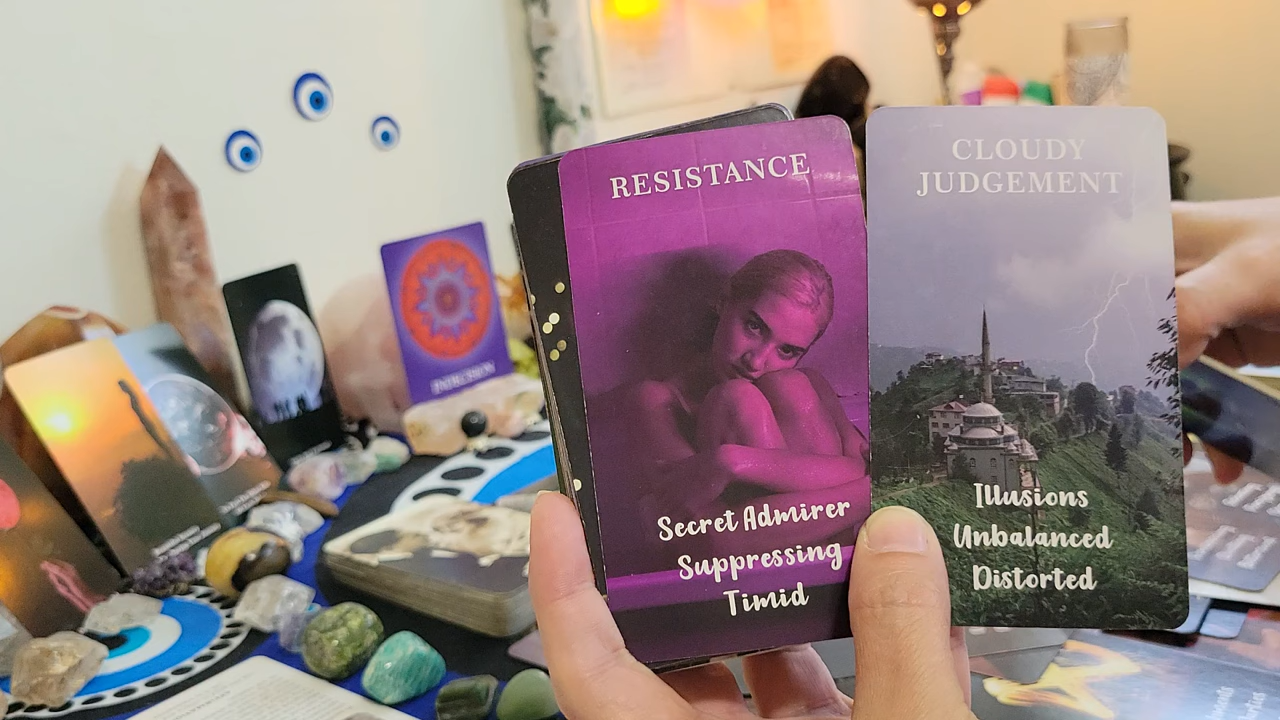 RESISTANCE
Secret Admirer
Suppressing
Timid
CLOUDY
JUDGEMENT
Illusions
Unbalanced
Distorted